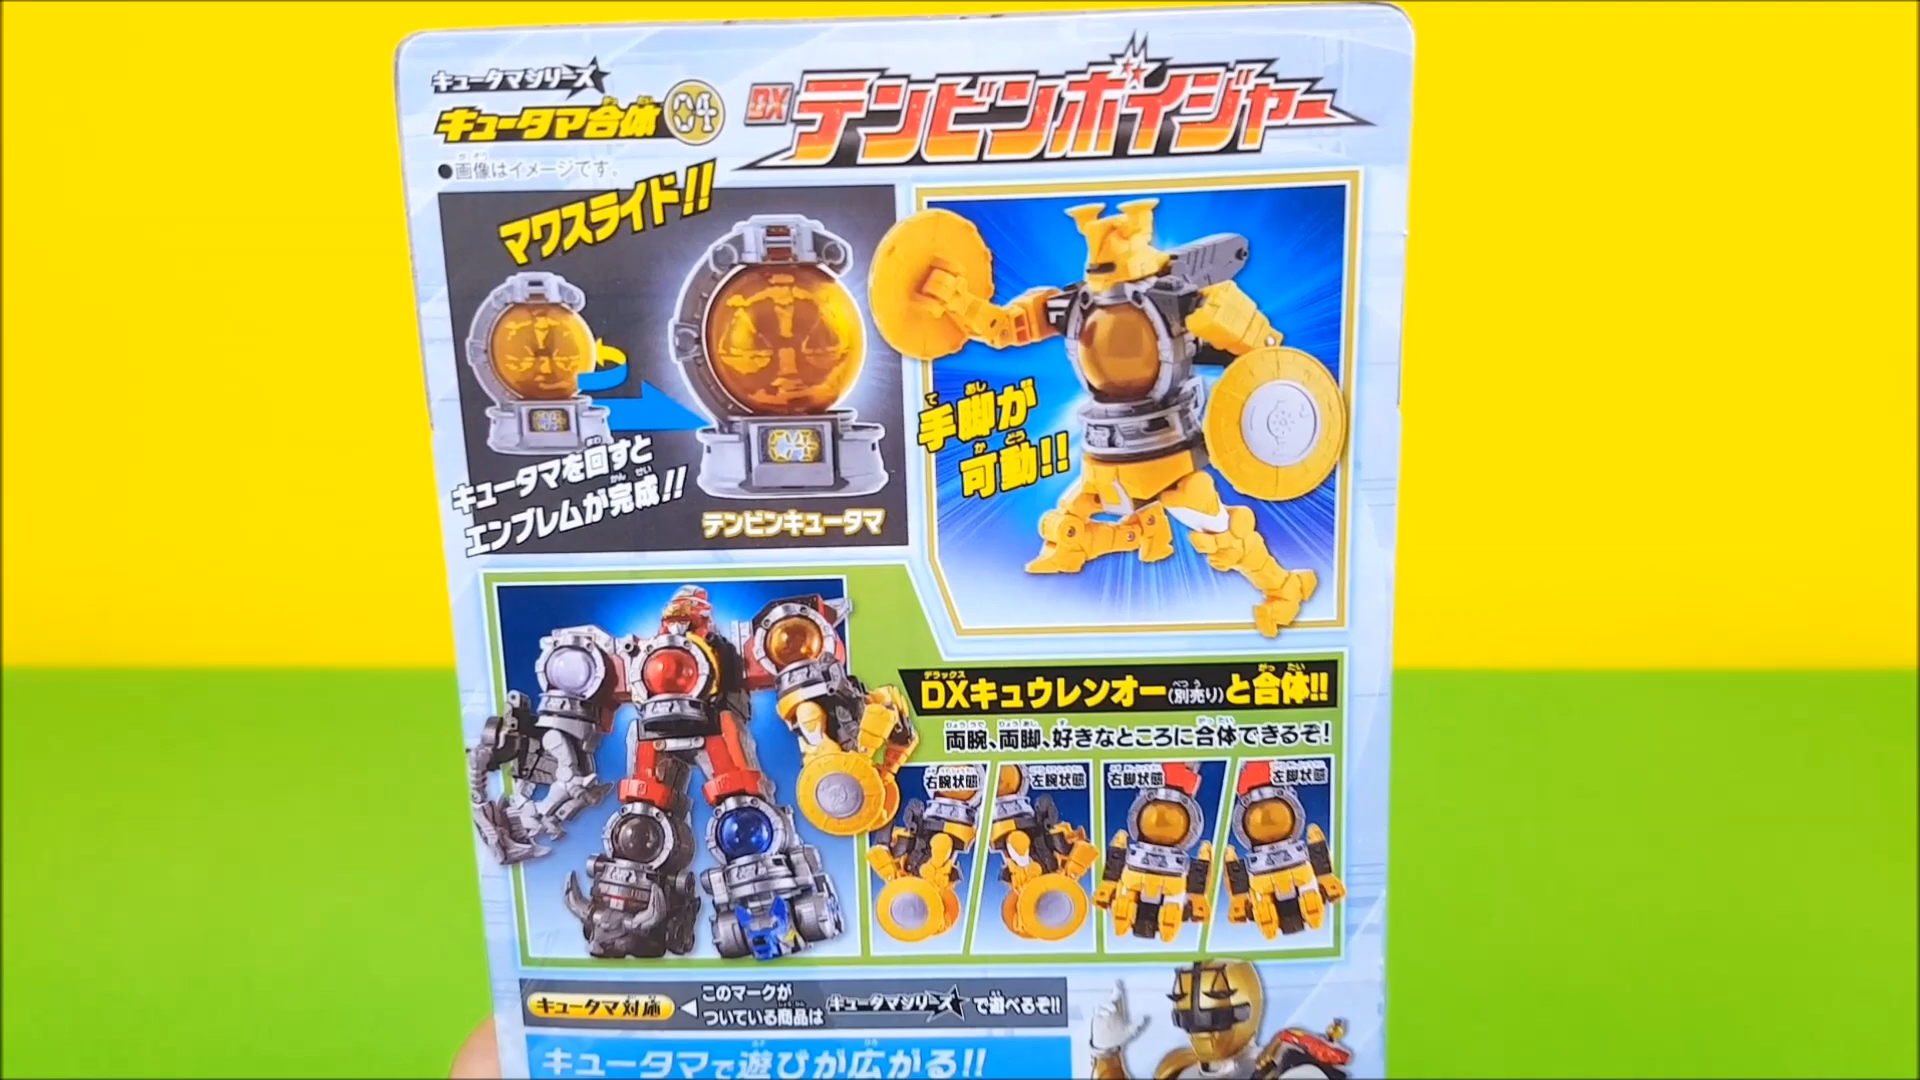 キュータマシリーズ
キュータマ合体 04
DX テンビンボイジャー
●画像はイメージです。
マワスライド!!
キュータマを回すと
エンブレムが完成!!
テンビンキュータマ
手脚が
可動!!
DXキュウレンオー(別売り)と合体!!
両腕、両脚、好きなところに合体できるぞ!
右腕状態
左腕状態
右脚状態
左脚状態
キュータマ対応
このマークが
ついている商品は キュータマシリーズ で遊べるぞ!!
キュータマで遊びが広がる!!